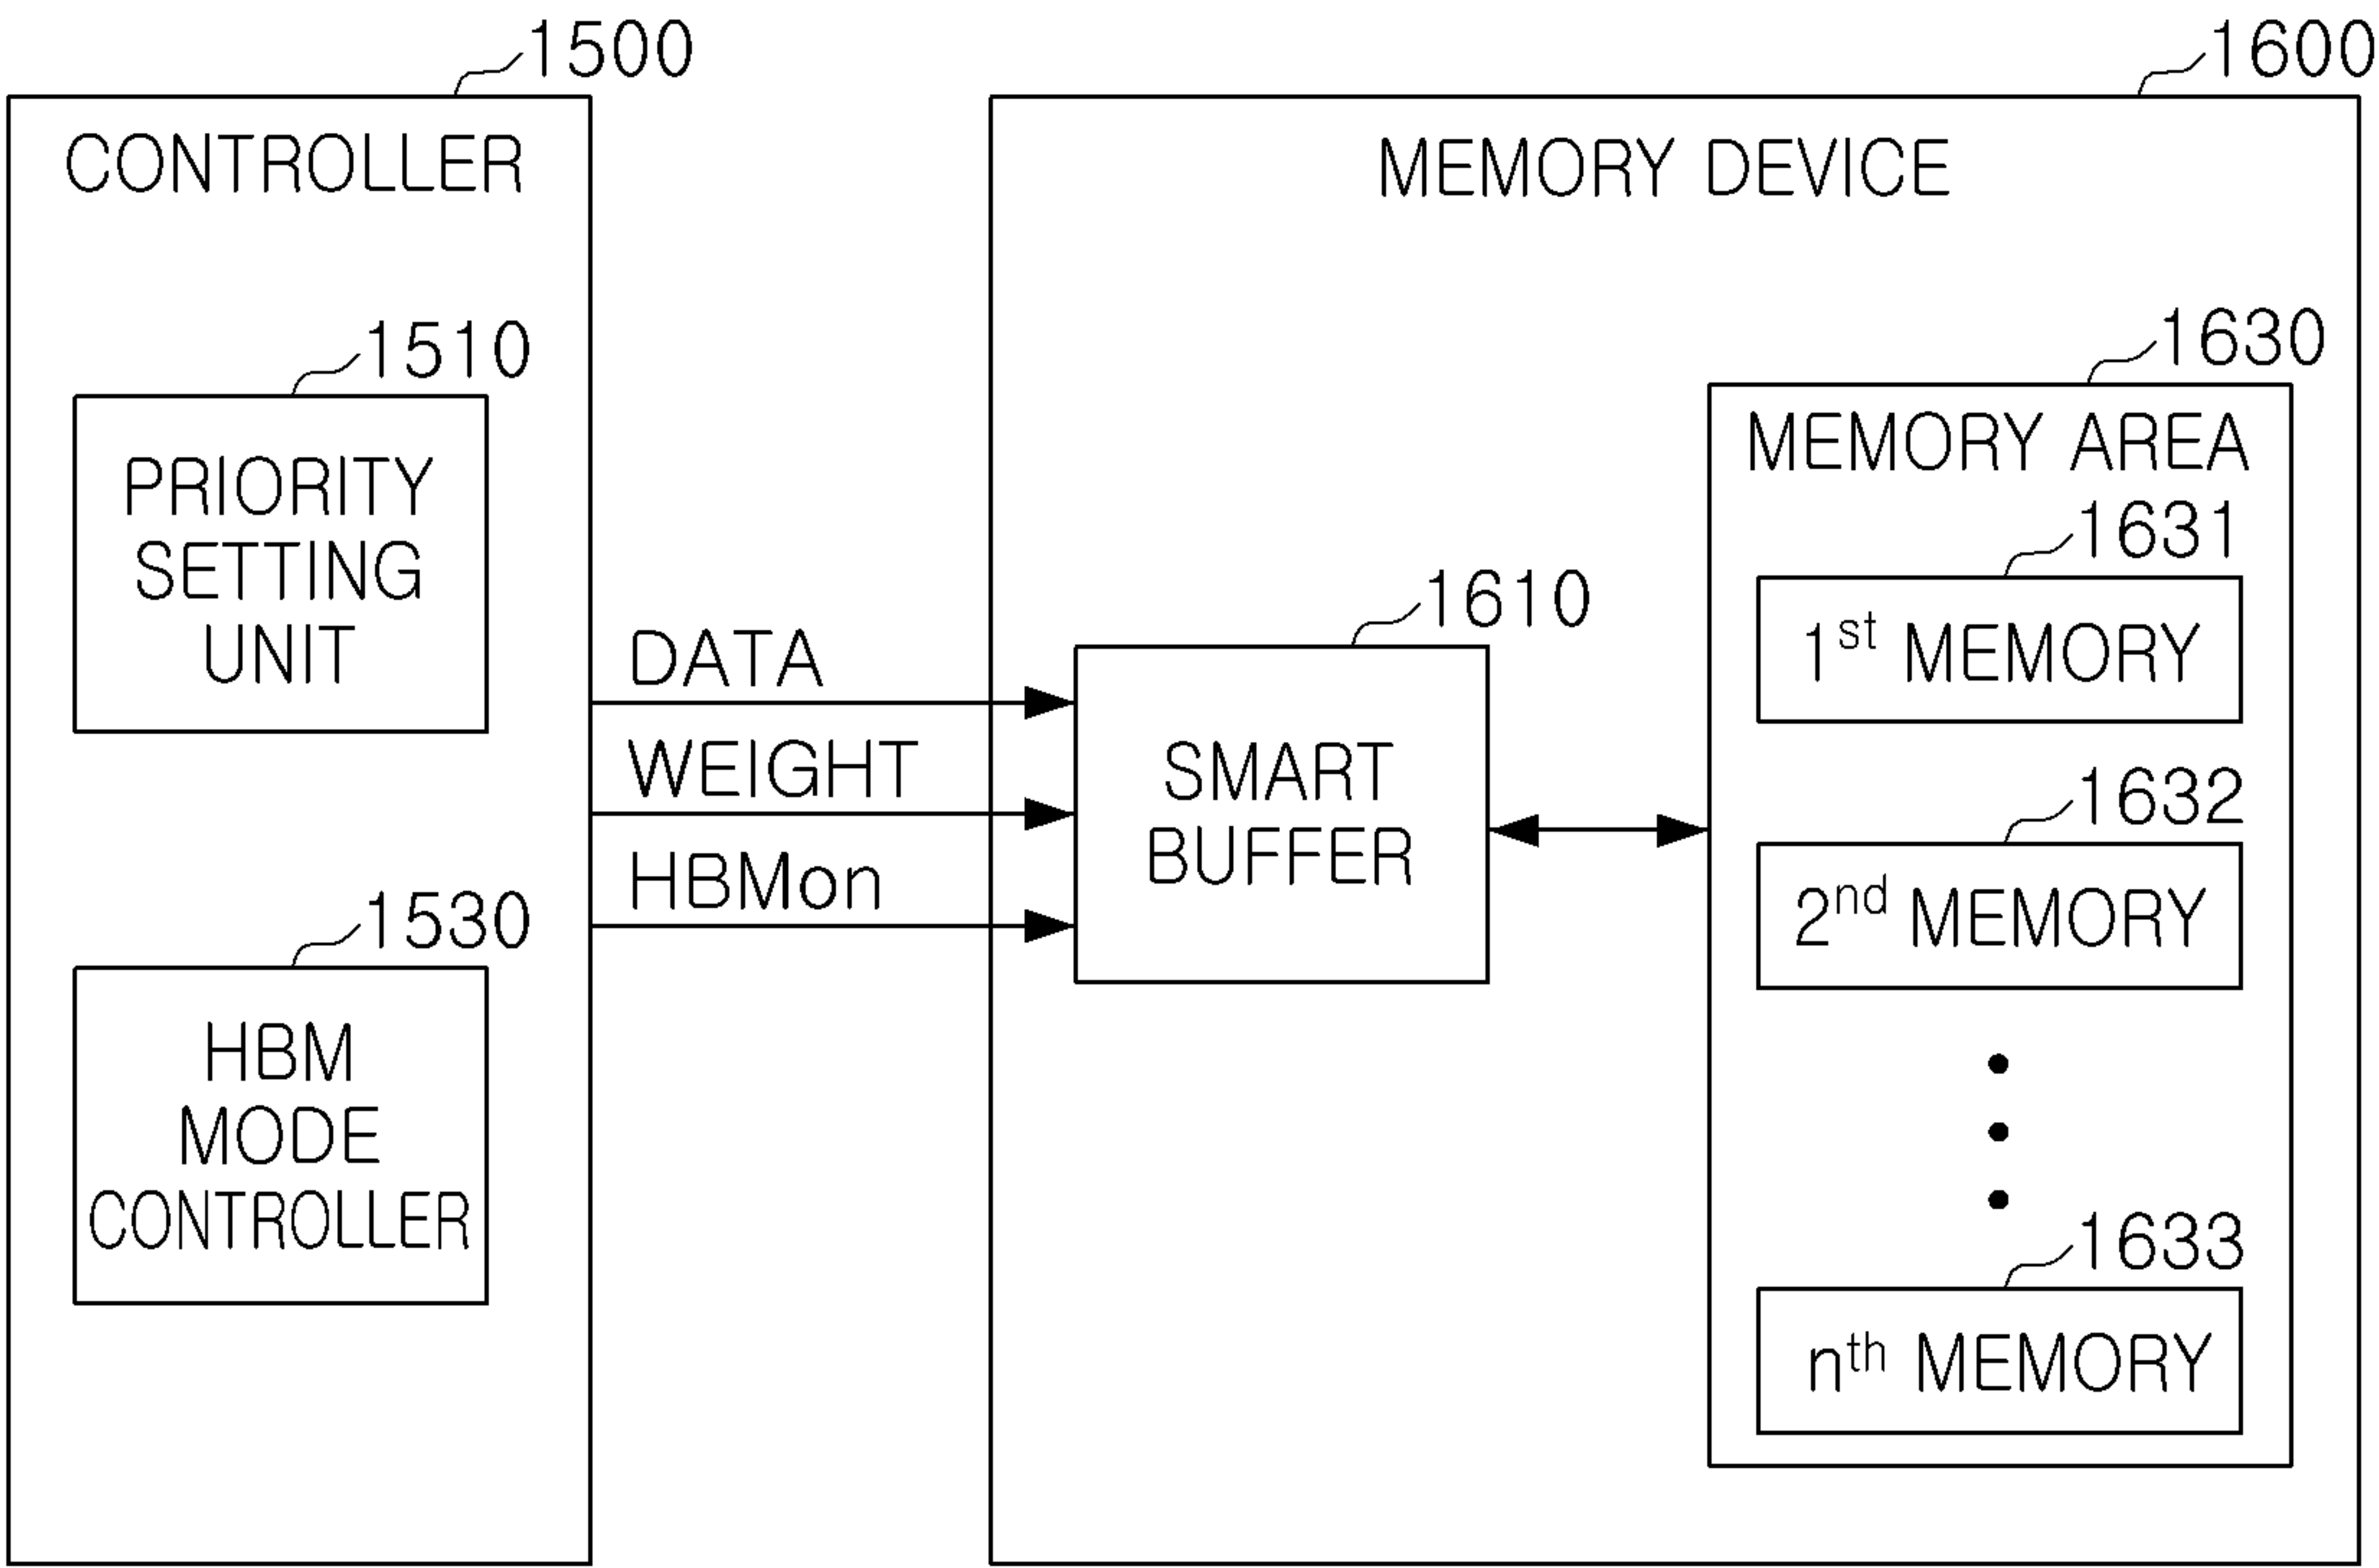 1500
CONTROLLER
1510
PRIORITY
SETTING
UNIT
1530
HBM
MODE
CONTROLLER
DATA
WEIGHT
HBMon
1600
MEMORY DEVICE
1610
SMART
BUFFER
1630
MEMORY AREA
1631
1st MEMORY
1632
2nd MEMORY
1633
nth MEMORY